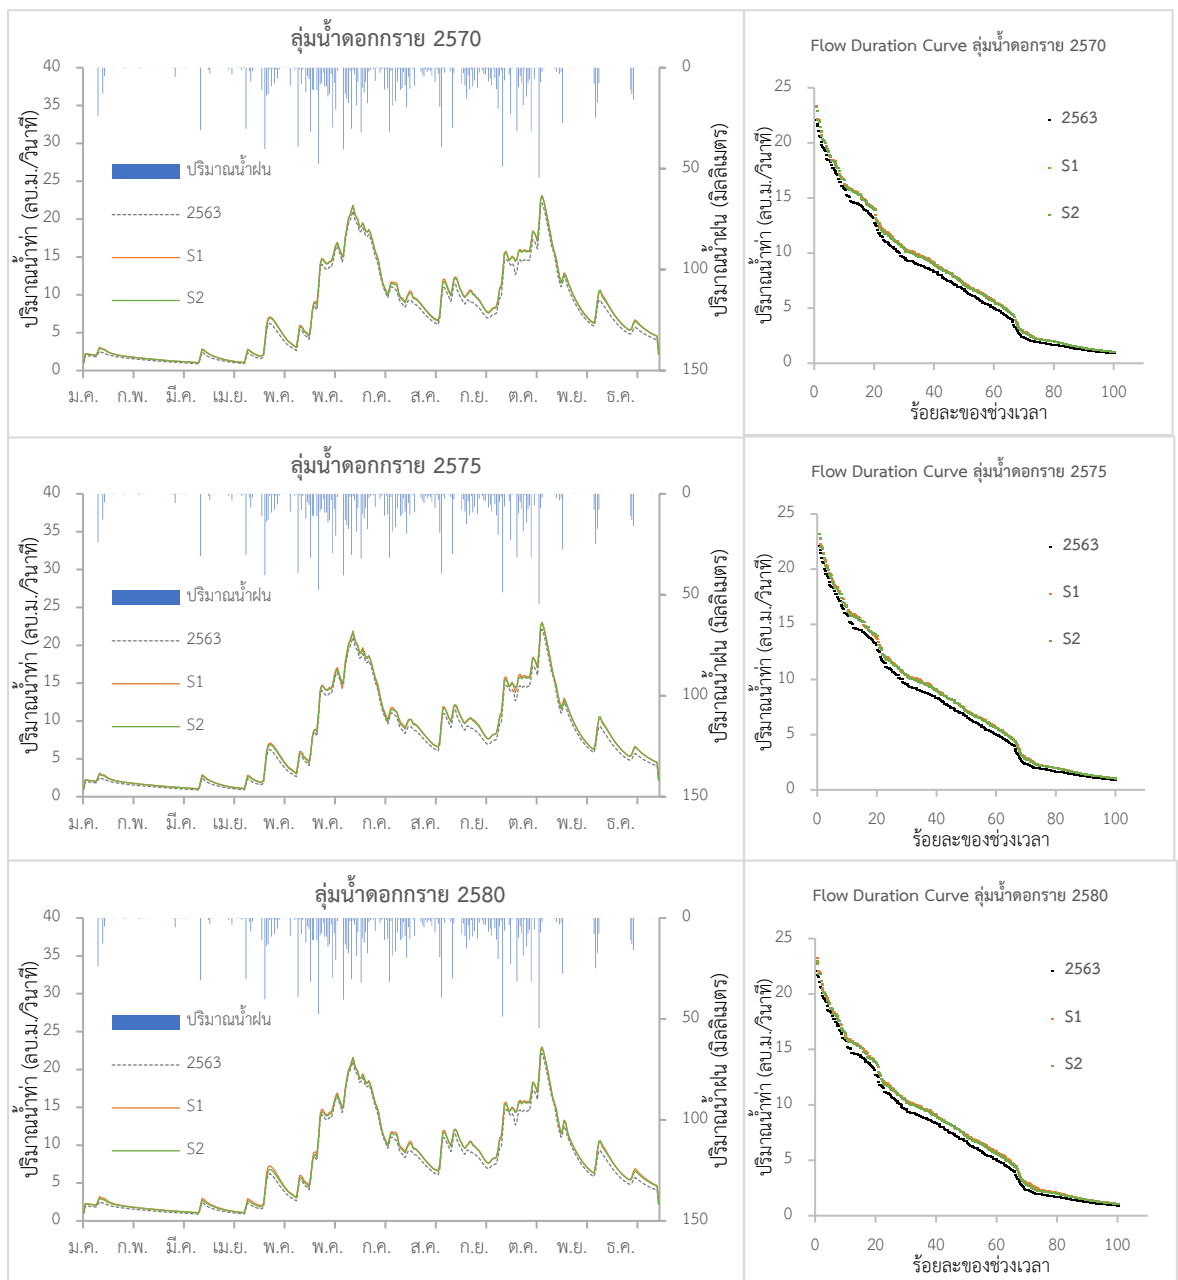 ลุ่มน้ำดอกกราย 2570
40
35
30
25
20
15
10
5
0
ปริมาณน้ำท่า (ลบ.ม./วินาที)
ปริมาณน้ำฝน
2563
S1
S2
0
50
100
150
ปริมาณน้ำฝน (มิลลิเมตร)
ม.ค. ก.พ. มี.ค. เม.ย. พ.ค. พ.ค. ก.ค. ส.ค. ก.ย. ต.ค. พ.ย. ธ.ค.
Flow Duration Curve ลุ่มน้ำดอกราย 2570
25
20
15
10
5
0
ปริมาณน้ำท่า (ลบ.ม./วินาที)
2563
S1
S2
0 20 40 60 80 100
ร้อยละของช่วงเวลา
ลุ่มน้ำดอกกราย 2575
40
35
30
25
20
15
10
5
0
ปริมาณน้ำท่า (ลบ.ม./วินาที)
ปริมาณน้ำฝน
2563
S1
S2
0
50
100
150
ปริมาณน้ำฝน (มิลลิเมตร)
ม.ค. ก.พ. มี.ค. เม.ย. พ.ค. พ.ค. ก.ค. ส.ค. ก.ย. ต.ค. พ.ย. ธ.ค.
Flow Duration Curve ลุ่มน้ำดอกราย 2575
25
20
15
10
5
0
ปริมาณน้ำท่า (ลบ.ม./วินาที)
2563
S1
S2
0 20 40 60 80 100
ร้อยละของช่วงเวลา
ลุ่มน้ำดอกกราย 2580
40
35
30
25
20
15
10
5
0
ปริมาณน้ำท่า (ลบ.ม./วินาที)
ปริมาณน้ำฝน
2563
S1
S2
0
50
100
150
ปริมาณน้ำฝน (มิลลิเมตร)
ม.ค. ก.พ. มี.ค. เม.ย. พ.ค. พ.ค. ก.ค. ส.ค. ก.ย. ต.ค. พ.ย. ธ.ค.
Flow Duration Curve ลุ่มน้ำดอกราย 2580
25
20
15
10
5
0
ปริมาณน้ำท่า (ลบ.ม./วินาที)
2563
S1
S2
0 20 40 60 80 100
ร้อยละของช่วงเวลา